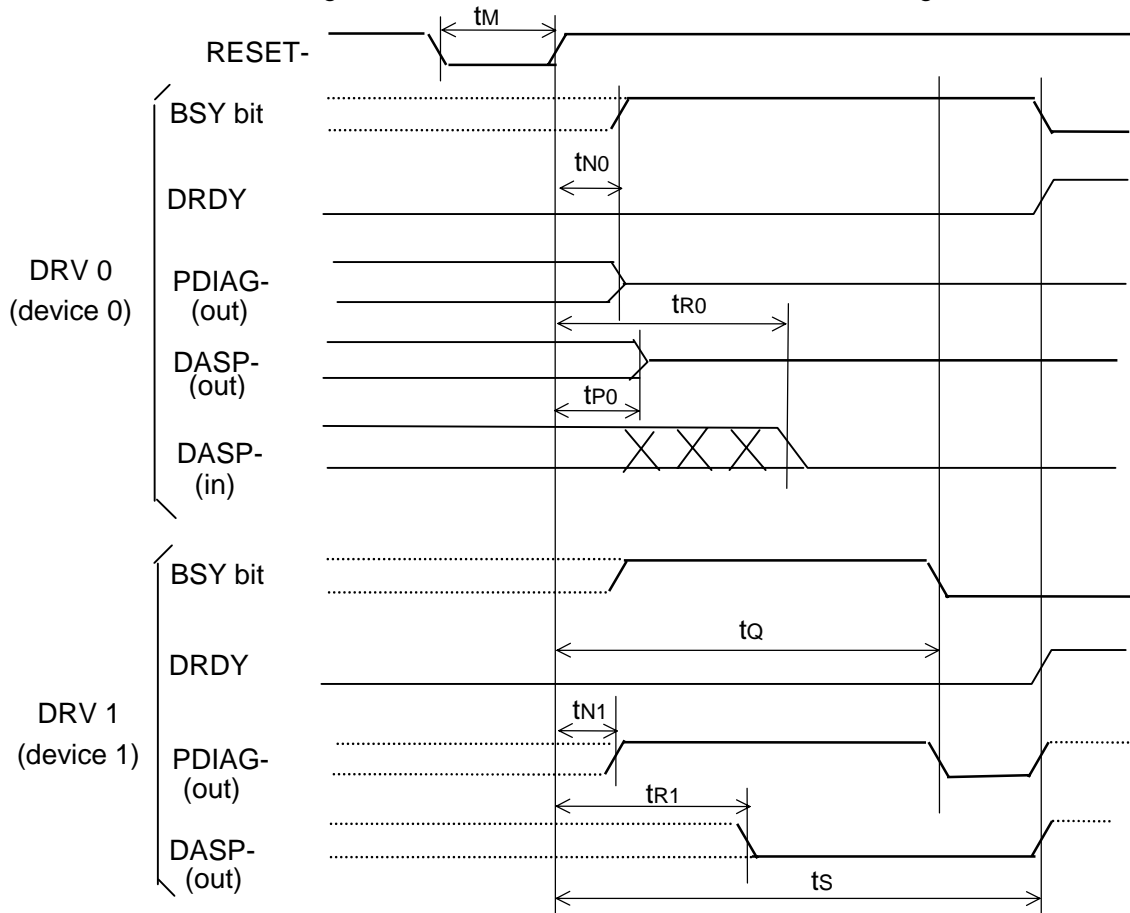 tM
RESET-
BSY bit
tN0
DRDY
DRV 0
(device 0)
PDIAG-
(out)
tR0
DASP-
(out)
tP0
DASP-
(in)
BSY bit
tQ
DRDY
DRV 1
(device 1)
tN1
PDIAG-
(out)
tR1
DASP-
(out)
tS